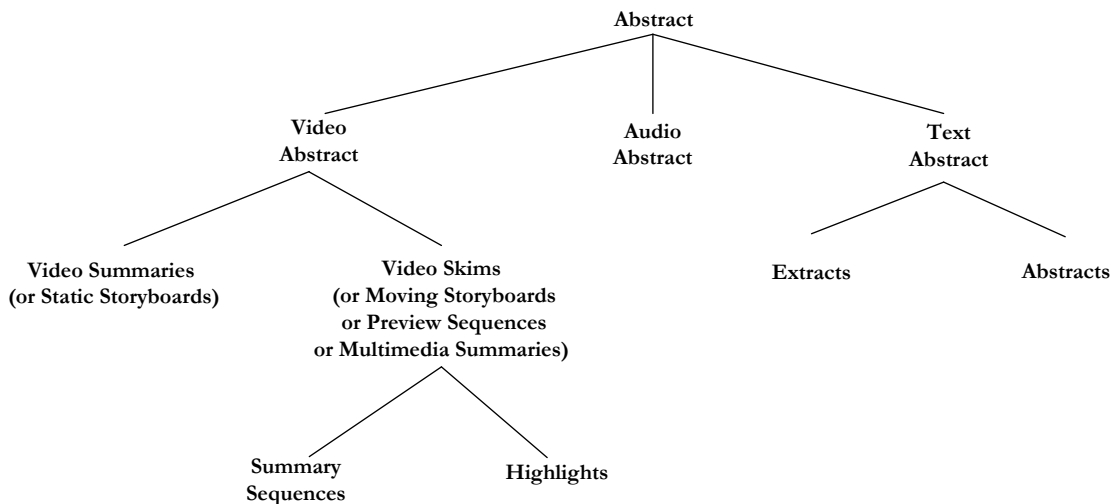 Abstract
Video
Abstract
Audio
Abstract
Text
Abstract
Video Summaries
(or Static Storyboards)
Video Skims
(or Moving Storyboards
or Preview Sequences
or Multimedia Summaries)
Extracts
Abstracts
Summary
Sequences
Highlights